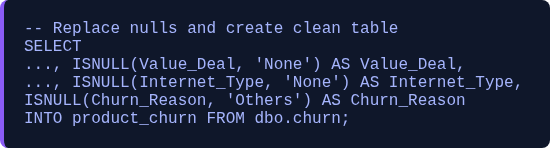 -- Replace nulls and create clean table
SELECT
..., ISNULL(Value_Deal, 'None') AS Value_Deal,
..., ISNULL(Internet_Type, 'None') AS Internet_Type,
ISNULL(Churn_Reason, 'Others') AS Churn_Reason
INTO product_churn FROM dbo.churn;